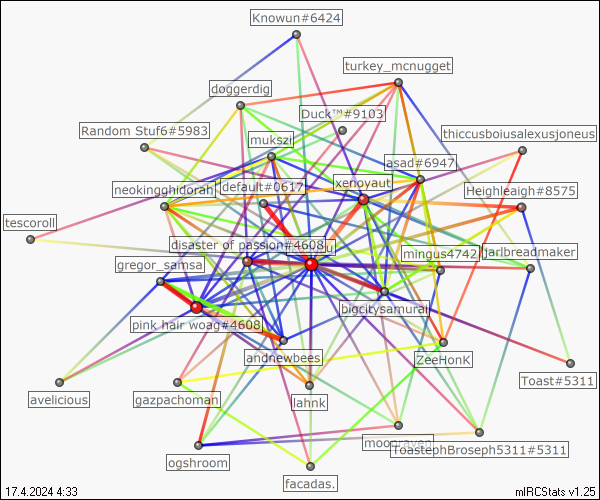 Knowun#6424
turkey_mcnugget
doggerdig
Duck™#9103
Random Stuf6#5983
thiccusboiusalexusjoneus
mukszi
asad#6947
xenoyaut
neokingghidorah
default#0617
Heighleaigh#8575
tescoroll
disaster of passion#4608
mingus4742
jarlbreadmaker
gregor_samsa
bigcitysamurai
pink hair woag#4608
andnewbees
ZeeHonK
Toast#5311
avelicious
gazpachoman
lahnk
moonraven
ToastephBroseph5311#5311
ogshroom
facadas.
17.4.2024 4:33
mIRCStats v1.25